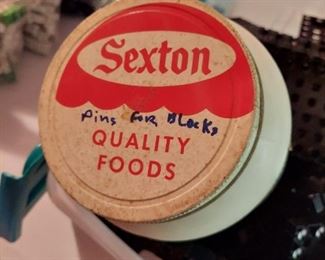 Sexton
Pins for Blocks
QUALITY
FOODS